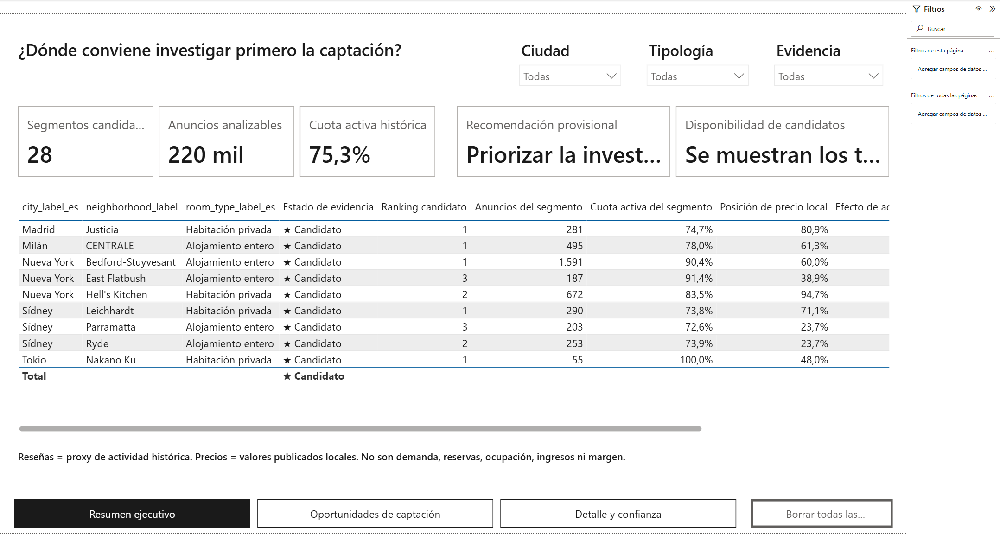 ¿Dónde conviene investigar primero la captación?
Ciudad
Todas
Tipología
Todas
Evidencia
Todas
Segmentos candida...
28
Anuncios analizables
220 mil
Cuota activa histórica
75,3%
Recomendación provisional
Priorizar la invest...
Disponibilidad de candidatos
Se muestran los t...
city_label_es neighborhood_label room_type_label_es Estado de evidencia Ranking candidato Anuncios del segmento Cuota activa del segmento Posición de precio local Efecto de ac
Madrid Justicia Habitación privada ★ Candidato 1 281 74,7% 80,9%
Milán CENTRALE Alojamiento entero ★ Candidato 1 495 78,0% 61,3%
Nueva York Bedford-Stuyvesant Alojamiento entero ★ Candidato 1 1.591 90,4% 60,0%
Nueva York East Flatbush Alojamiento entero ★ Candidato 3 187 91,4% 38,9%
Nueva York Hell's Kitchen Habitación privada ★ Candidato 2 672 83,5% 94,7%
Sídney Leichhardt Habitación privada ★ Candidato 1 290 73,8% 71,1%
Sídney Parramatta Alojamiento entero ★ Candidato 3 203 72,6% 23,7%
Sídney Ryde Alojamiento entero ★ Candidato 2 253 73,9% 23,7%
Tokio Nakano Ku Habitación privada ★ Candidato 1 55 100,0% 48,0%
Total ★ Candidato
Reseñas = proxy de actividad histórica. Precios = valores publicados locales. No son demanda, reservas, ocupación, ingresos ni margen.
Resumen ejecutivo
Oportunidades de captación
Detalle y confianza
Borrar todas las...
Filtros
Buscar
Filtros de esta página ...
Agregar campos de datos ...
Filtros de todas las páginas ...
Agregar campos de datos ...